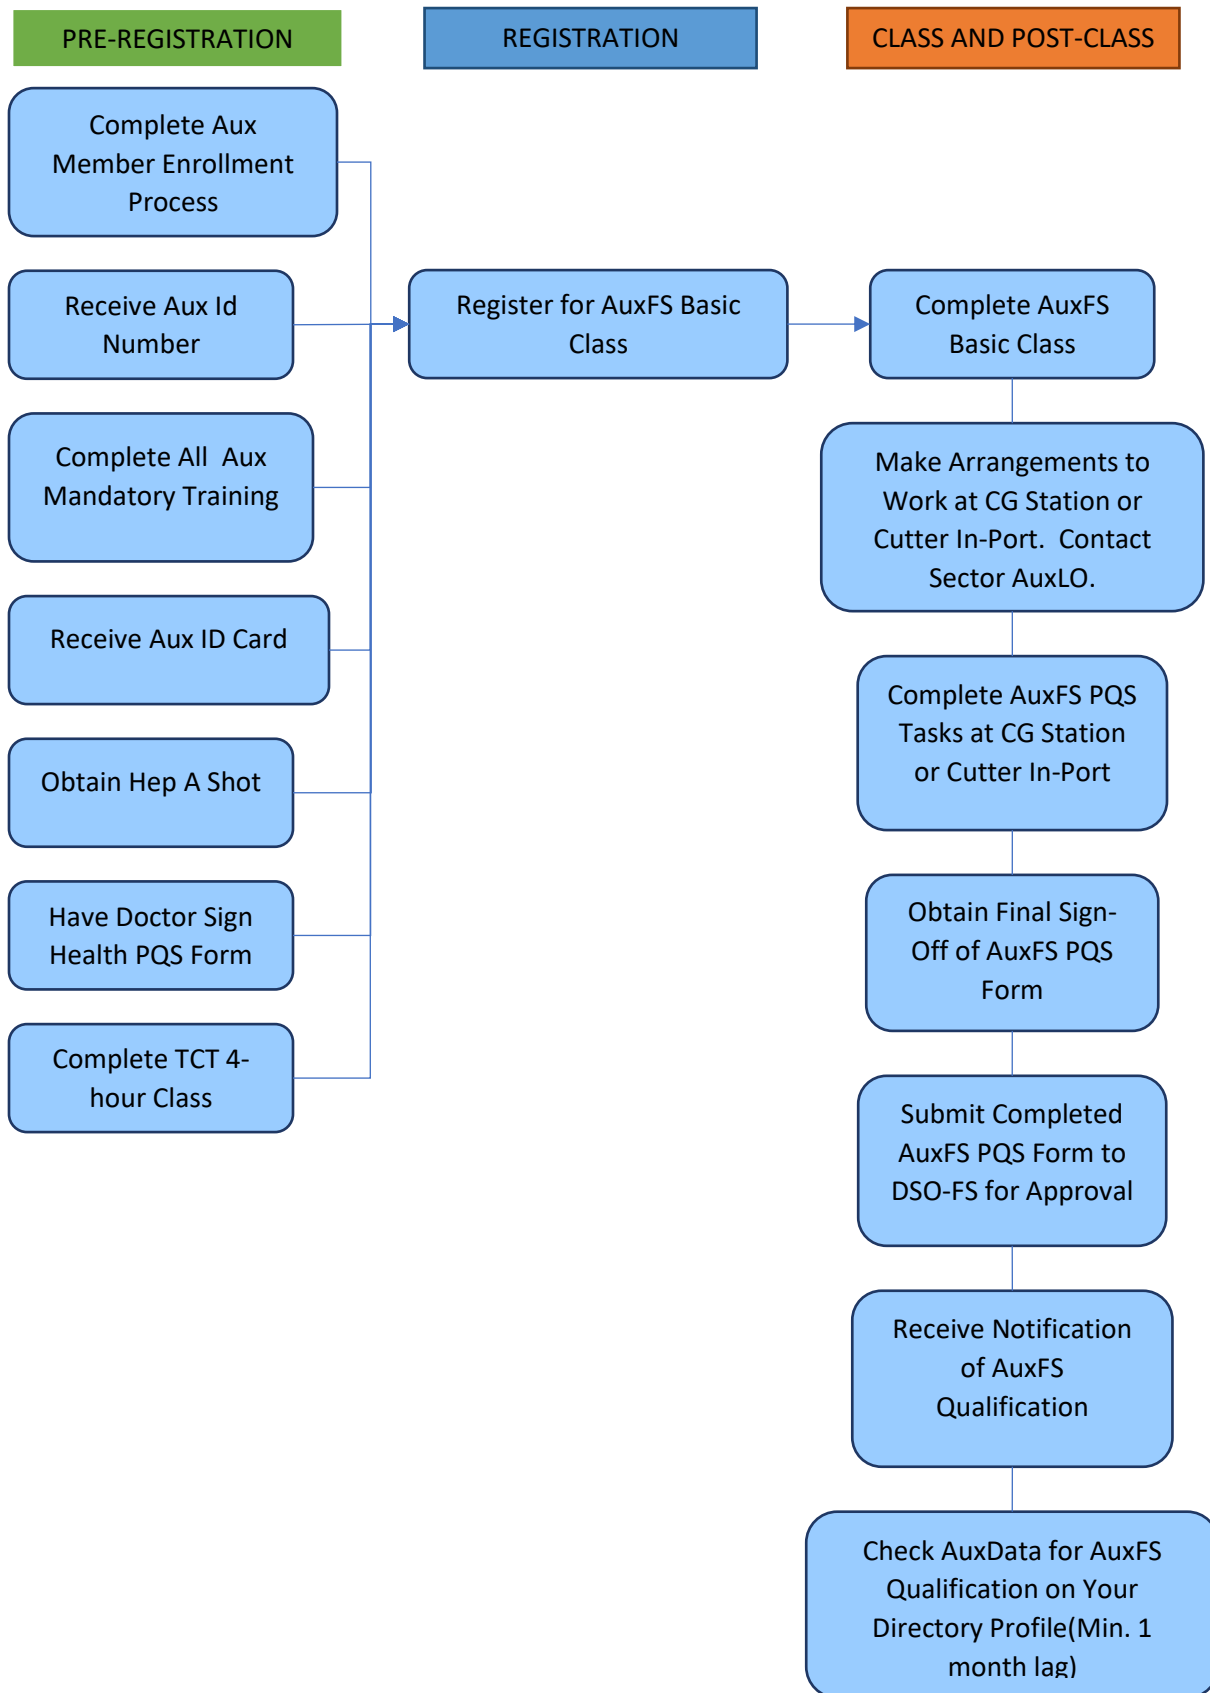 PRE-REGISTRATION
REGISTRATION
CLASS AND POST-CLASS
Complete Aux
Member Enrollment
Process
Receive Aux Id
Number
Complete All  Aux
Mandatory Training
Receive Aux ID Card
Obtain Hep A Shot
Have Doctor Sign
Health PQS Form
Complete TCT 4-
hour Class
Register for AuxFS Basic
Class
Complete AuxFS
Basic Class
Make Arrangements to
Work at CG Station or
Cutter In-Port.  Contact
Sector AuxLO.
Complete AuxFS PQS
Tasks at CG Station
or Cutter In-Port
Obtain Final Sign-
Off of AuxFS PQS
Form
Submit Completed
AuxFS PQS Form to
DSO-FS for Approval
Receive Notification
of AuxFS
Qualification
Check AuxData for AuxFS
Qualification on Your
Directory Profile(Min. 1
month lag)